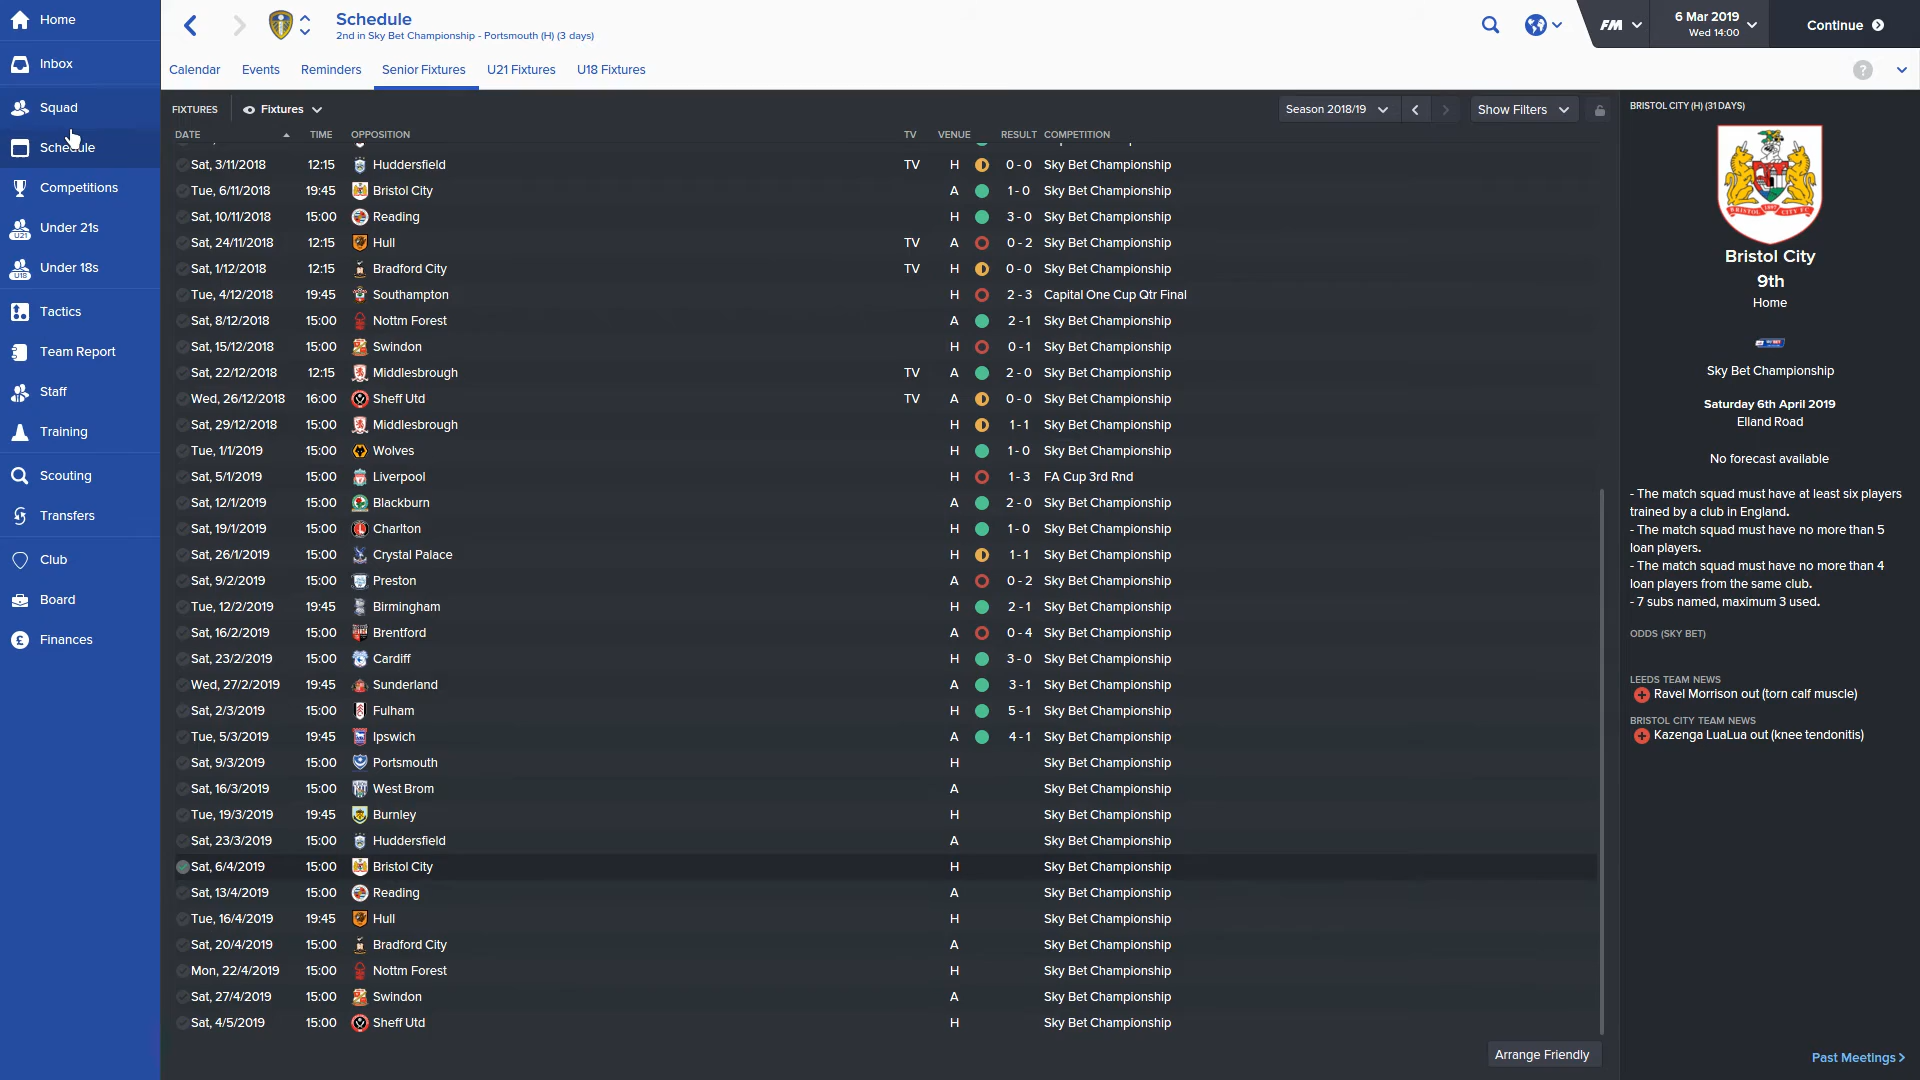 Home
Inbox
Squad
Schedule
Competitions
Under 21s
Under 18s
Tactics
Team Report
Staff
Training
Scouting
Transfers
Club
Board
Finances
Schedule
2nd in Sky Bet Championship - Portsmouth (H) (3 days)
FM
6 Mar 2019
Wed 14:00
Continue
Calendar Events Reminders Senior Fixtures U21 Fixtures U18 Fixtures
?
FIXTURES Fixtures Season 2018/19 Show Filters
DATE TIME OPPOSITION TV VENUE RESULT COMPETITION
Sat, 3/11/2018 12:15 Huddersfield TV H 0 - 0 Sky Bet Championship
Tue, 6/11/2018 19:45 Bristol City A 1 - 0 Sky Bet Championship
Sat, 10/11/2018 15:00 Reading H 3 - 0 Sky Bet Championship
Sat, 24/11/2018 12:15 Hull TV A 0 - 2 Sky Bet Championship
Sat, 1/12/2018 12:15 Bradford City TV H 0 - 0 Sky Bet Championship
Tue, 4/12/2018 19:45 Southampton H 2 - 3 Capital One Cup Qtr Final
Sat, 8/12/2018 15:00 Nottm Forest A 2 - 1 Sky Bet Championship
Sat, 15/12/2018 15:00 Swindon H 0 - 1 Sky Bet Championship
Sat, 22/12/2018 12:15 Middlesbrough TV A 2 - 0 Sky Bet Championship
Wed, 26/12/2018 16:00 Sheff Utd TV A 0 - 0 Sky Bet Championship
Sat, 29/12/2018 15:00 Middlesbrough H 1 - 1 Sky Bet Championship
Tue, 1/1/2019 15:00 Wolves H 1 - 0 Sky Bet Championship
Sat, 5/1/2019 15:00 Liverpool H 1 - 3 FA Cup 3rd Rnd
Sat, 12/1/2019 15:00 Blackburn A 2 - 0 Sky Bet Championship
Sat, 19/1/2019 15:00 Charlton H 1 - 0 Sky Bet Championship
Sat, 26/1/2019 15:00 Crystal Palace H 1 - 1 Sky Bet Championship
Sat, 9/2/2019 15:00 Preston A 0 - 2 Sky Bet Championship
Tue, 12/2/2019 19:45 Birmingham H 2 - 1 Sky Bet Championship
Sat, 16/2/2019 15:00 Brentford A 0 - 4 Sky Bet Championship
Sat, 23/2/2019 15:00 Cardiff H 3 - 0 Sky Bet Championship
Wed, 27/2/2019 19:45 Sunderland A 3 - 1 Sky Bet Championship
Sat, 2/3/2019 15:00 Fulham H 5 - 1 Sky Bet Championship
Tue, 5/3/2019 19:45 Ipswich A 4 - 1 Sky Bet Championship
Sat, 9/3/2019 15:00 Portsmouth H Sky Bet Championship
Sat, 16/3/2019 15:00 West Brom A Sky Bet Championship
Tue, 19/3/2019 19:45 Burnley H Sky Bet Championship
Sat, 23/3/2019 15:00 Huddersfield A Sky Bet Championship
Sat, 6/4/2019 15:00 Bristol City H Sky Bet Championship
Sat, 13/4/2019 15:00 Reading A Sky Bet Championship
Tue, 16/4/2019 19:45 Hull H Sky Bet Championship
Sat, 20/4/2019 15:00 Bradford City A Sky Bet Championship
Mon, 22/4/2019 15:00 Nottm Forest H Sky Bet Championship
Sat, 27/4/2019 15:00 Swindon A Sky Bet Championship
Sat, 4/5/2019 15:00 Sheff Utd H Sky Bet Championship
Arrange Friendly
BRISTOL CITY (H) (31 DAYS)
Bristol City
9th
Home
Sky Bet Championship
Saturday 6th April 2019
Elland Road
No forecast available
- The match squad must have at least six players
trained by a club in England.
- The match squad must have no more than 5
loan players.
- The match squad must have no more than 4
loan players from the same club.
- 7 subs named, maximum 3 used.
ODDS (SKY BET)
LEEDS TEAM NEWS
Ravel Morrison out (torn calf muscle)
BRISTOL CITY TEAM NEWS
Kazenga LuaLua out (knee tendonitis)
Past Meetings >